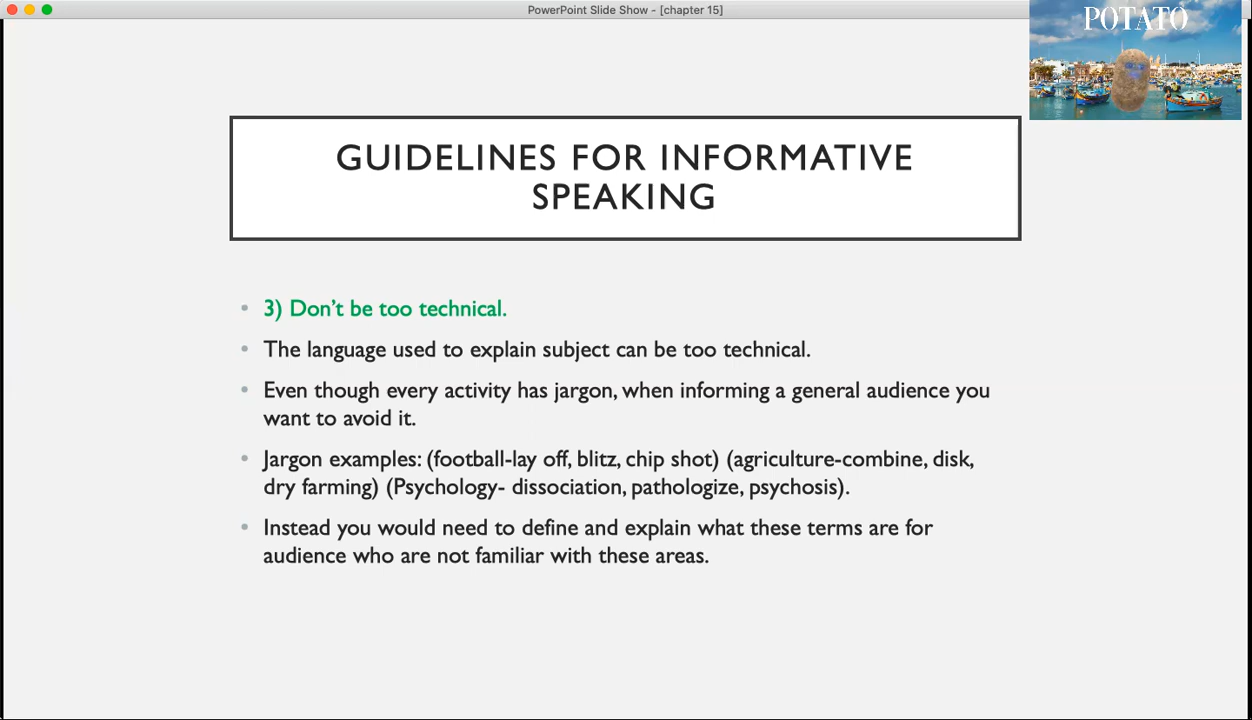 PowerPoint Slide Show - [chapter 15]
POTATO
GUIDELINES FOR INFORMATIVE
SPEAKING
• 3) Don’t be too technical.
• The language used to explain subject can be too technical.
• Even though every activity has jargon, when informing a general audience you
want to avoid it.
• Jargon examples: (football-lay off, blitz, chip shot) (agriculture-combine, disk,
dry farming) (Psychology- dissociation, pathologize, psychosis).
• Instead you would need to define and explain what these terms are for
audience who are not familiar with these areas.